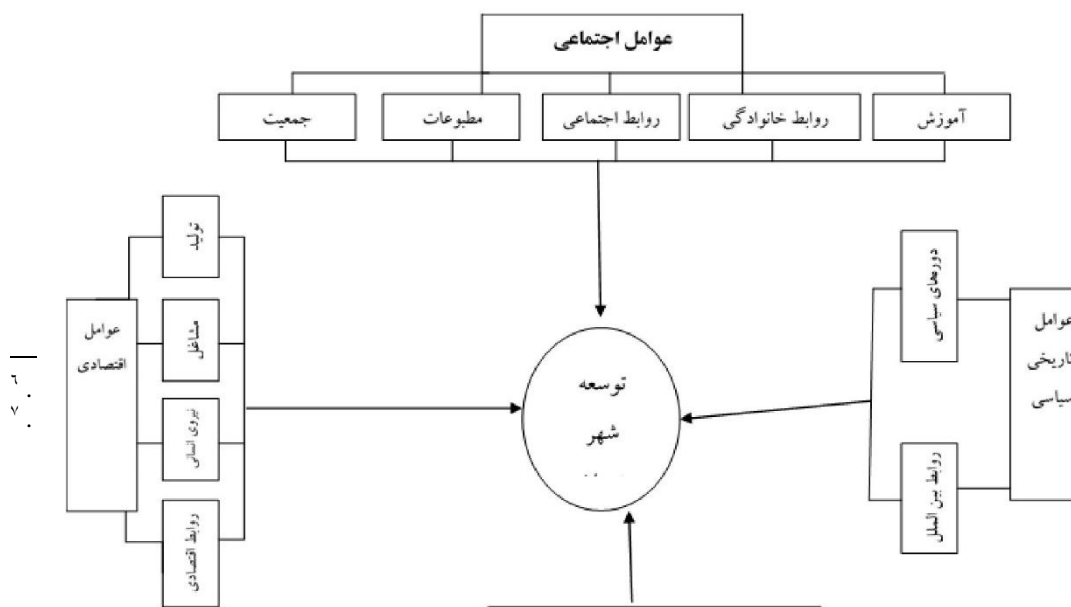 عوامل اجتماعی
آموزش
روابط خانوادگی
روابط اجتماعی
مطبوعات
جمعیت
دوره‌های سیاسی
روابط بین الملل
عوامل
تاریخی
سیاسی
توسعه
شهر
تولید
مشاغل
نیروی انسانی
روابط اقتصادی
عوامل
اقتصادی